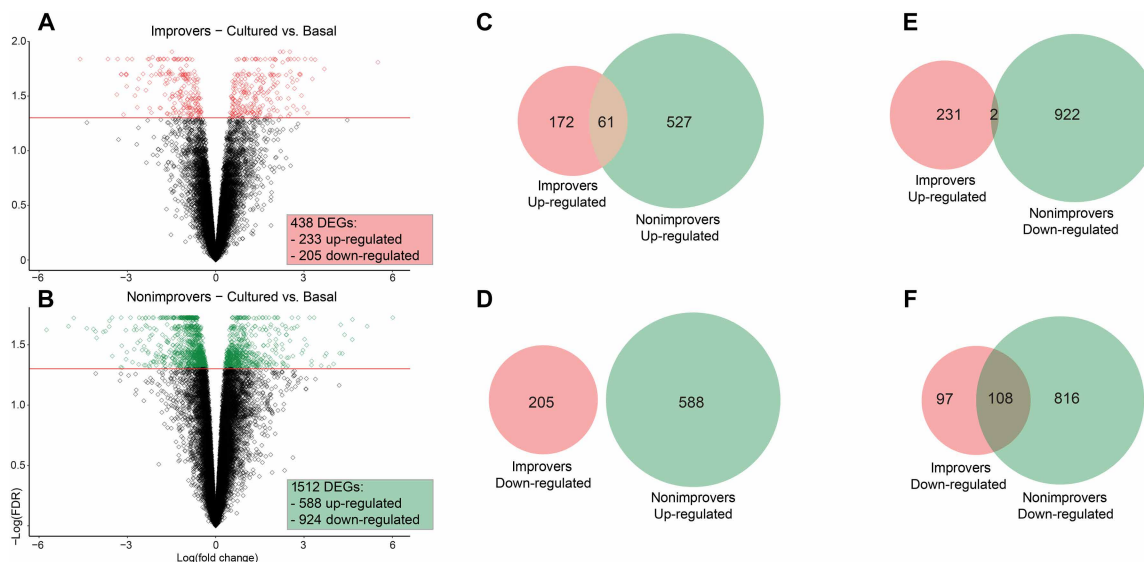 A
Improvers − Cultured vs. Basal
2.0
1.5
1.0
0.5
0
438 DEGs:
- 233 up-regulated
- 205 down-regulated
−6
−3
0
3
6
B
Nonimprovers − Cultured vs. Basal
1.5
1.0
0.5
0
−Log(FDR)
1512 DEGs:
- 588 up-regulated
- 924 down-regulated
−6
−3
0
3
6
Log(fold change)
C
172
61
527
Improvers
Up-regulated
Nonimprovers
Up-regulated
D
205
588
Improvers
Down-regulated
Nonimprovers
Up-regulated
E
231
2
922
Improvers
Up-regulated
Nonimprovers
Down-regulated
F
97
108
816
Improvers
Down-regulated
Nonimprovers
Down-regulated